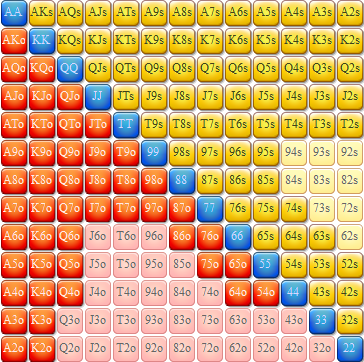 AA AKs AQs AJs ATs A9s A8s A7s A6s A5s A4s A3s A2s
AKo KK KQs KJs KTs K9s K8s K7s K6s K5s K4s K3s K2s
AQo KQo QQ QJs QTs Q9s Q8s Q7s Q6s Q5s Q4s Q3s Q2s
AJo KJo QJo JJ JTs J9s J8s J7s J6s J5s J4s J3s J2s
ATo KTo QTo JTo TT T9s T8s T7s T6s T5s T4s T3s T2s
A9o K9o Q9o J9o T9o 99 98s 97s 96s 95s 94s 93s 92s
A8o K8o Q8o J8o T8o 98o 88 87s 86s 85s 84s 83s 82s
A7o K7o Q7o J7o T7o 97o 87o 77 76s 75s 74s 73s 72s
A6o K6o Q6o J6o T6o 96o 86o 76o 66 65s 64s 63s 62s
A5o K5o Q5o J5o T5o 95o 85o 75o 65o 55 54s 53s 52s
A4o K4o Q4o J4o T4o 94o 84o 74o 64o 54o 44 43s 42s
A3o K3o Q3o J3o T3o 93o 83o 73o 63o 53o 43o 33 32s
A2o K2o Q2o J2o T2o 92o 82o 72o 62o 52o 42o 32o 22